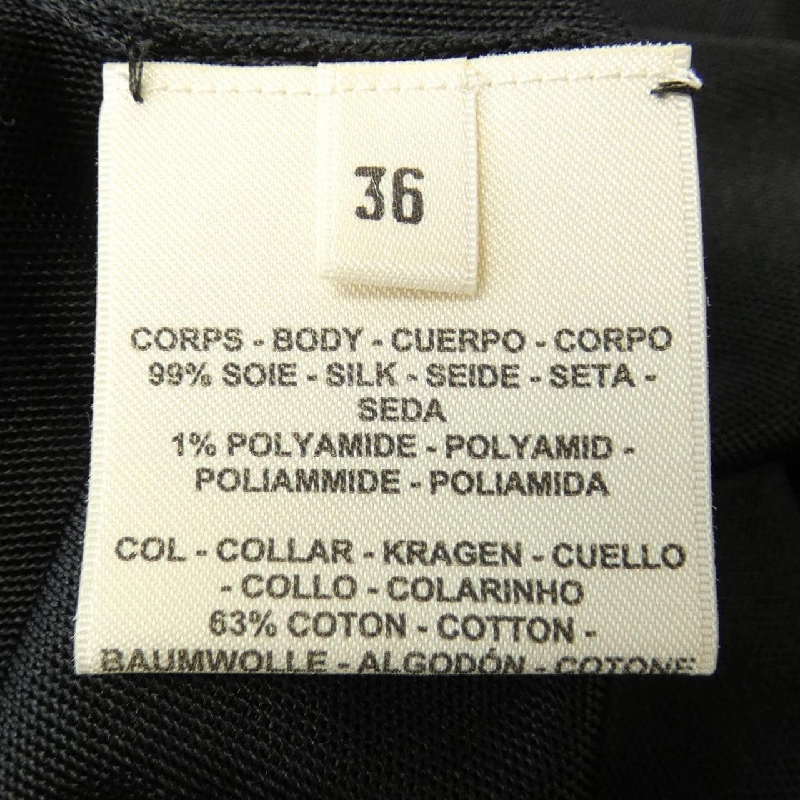 36
CORPS - BODY - CUERPO - CORPO
99% SOIE - SILK - SEIDE - SETA -
SEDA
1% POLYAMIDE - POLYAMID -
POLIAMMIDE - POLIAMIDA
COL - COLLAR - KRAGEN - CUELLO
- COLLO - COLARINHO
63% COTON - COTTON -
BAUMWOLLE - ALGODÓN - COTONE